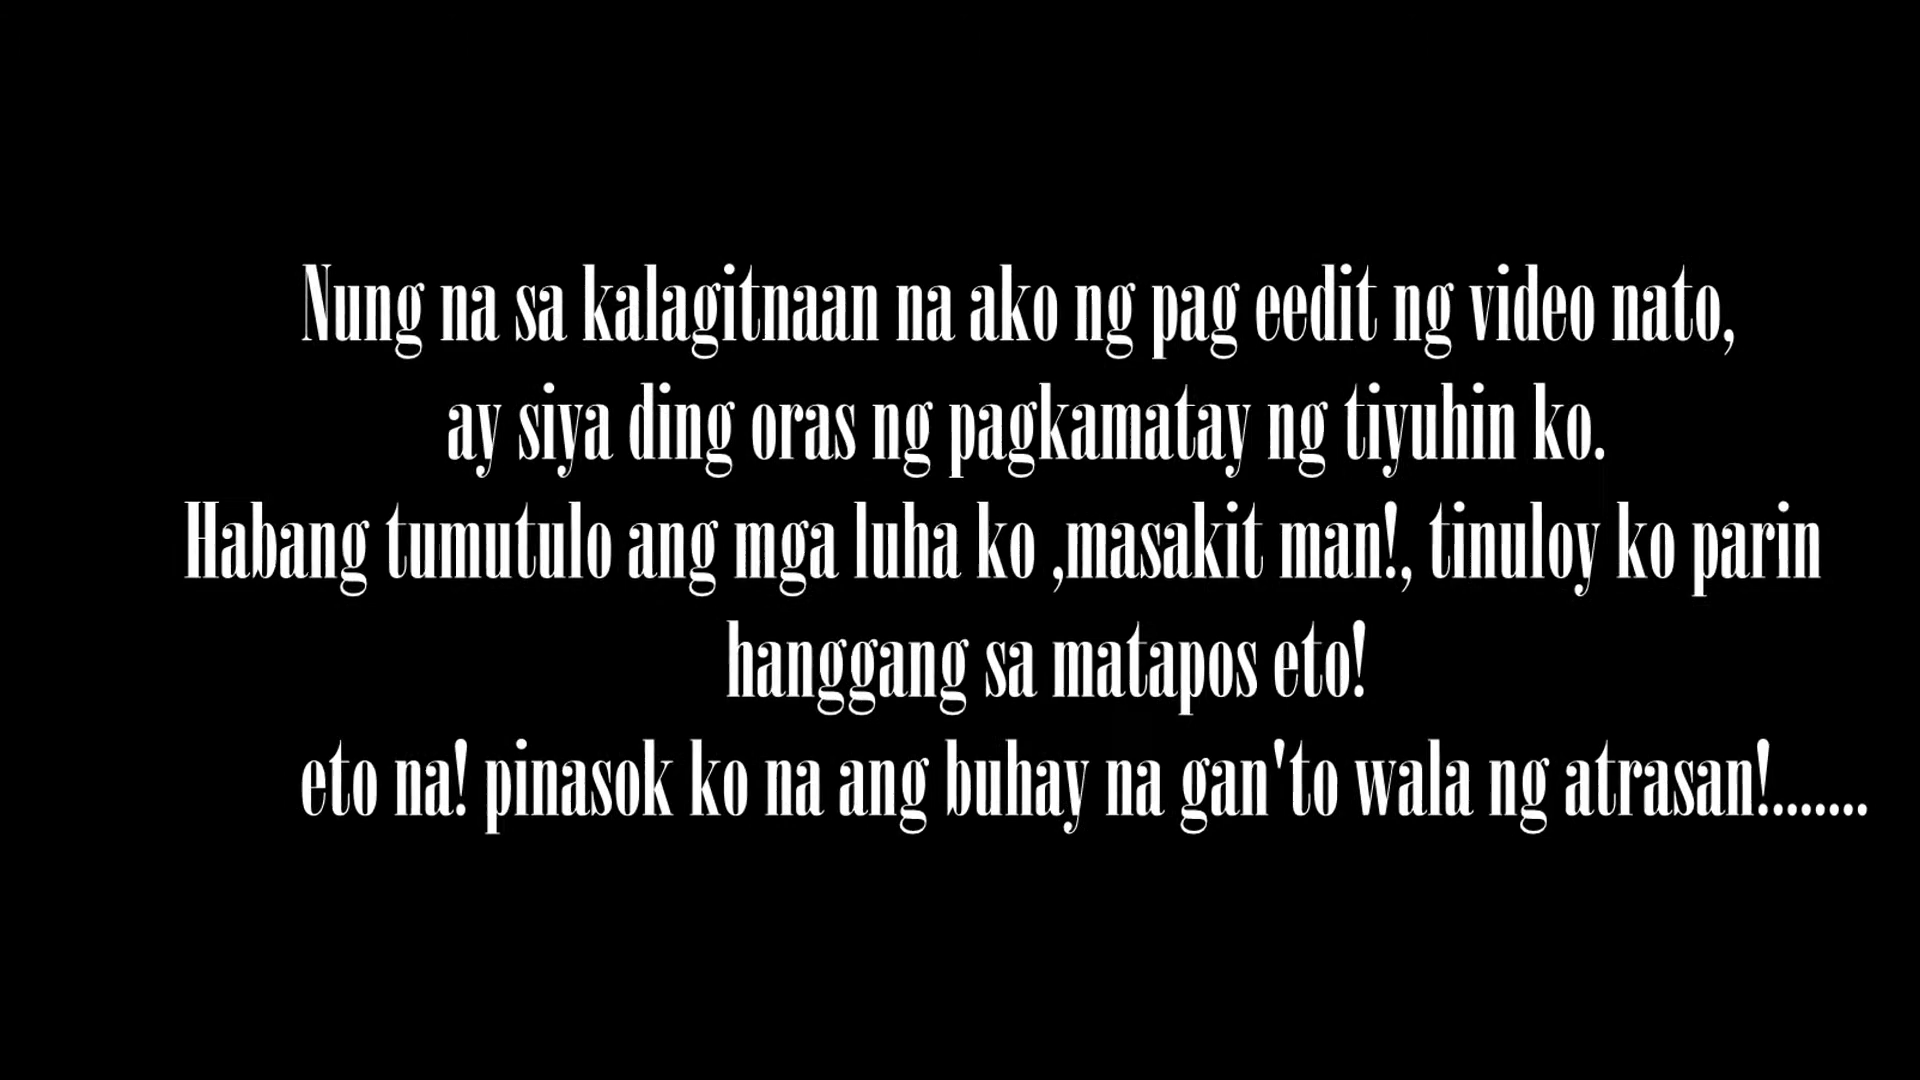 Nung na sa kalagitnaan na ako ng pag eedit ng video nato,
ay siya ding oras ng pagkamatay ng tiyuhin ko.
Habang tumutulo ang mga luha ko ,masakit man!, tinuloy ko parin
hanggang sa matapos eto!
eto na! pinasok ko na ang buhay na gan'to wala ng atrasan!.......